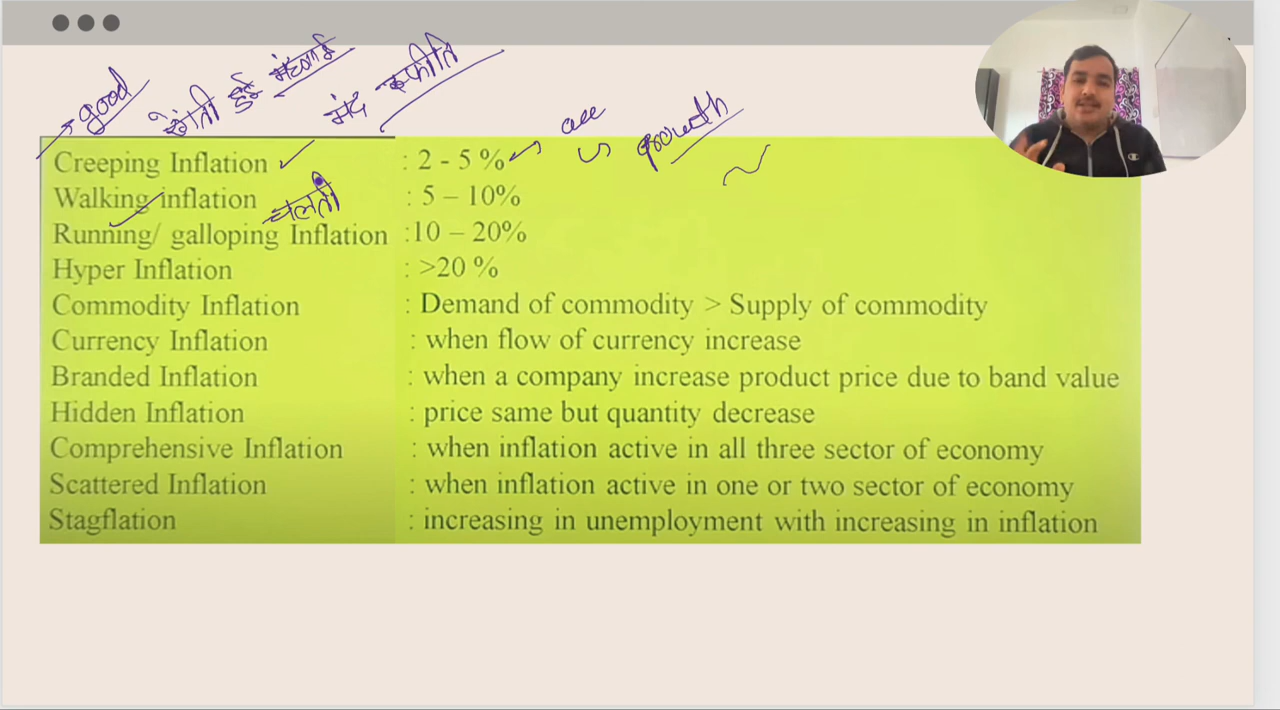 good
रेंगती हुई महंगाई
मंद स्फीति
growth
Creeping Inflation : 2 - 5 %
Walking inflation : 5 – 10%
चलती
Running/ galloping Inflation :10 – 20%
Hyper Inflation : >20 %
Commodity Inflation : Demand of commodity > Supply of commodity
Currency Inflation : when flow of currency increase
Branded Inflation : when a company increase product price due to band value
Hidden Inflation : price same but quantity decrease
Comprehensive Inflation : when inflation active in all three sector of economy
Scattered Inflation : when inflation active in one or two sector of economy
Stagflation : increasing in unemployment with increasing in inflation